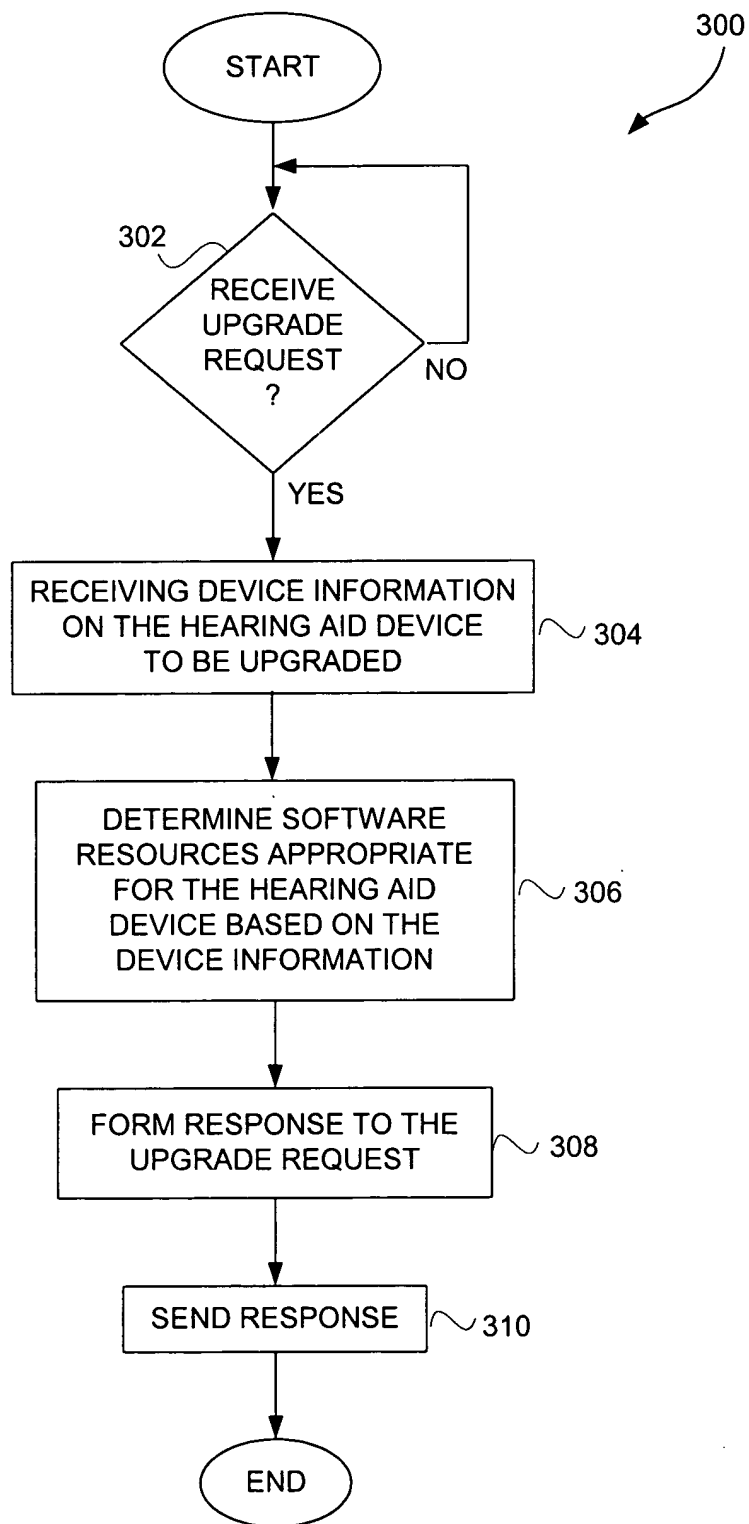 START
300
302
RECEIVE
UPGRADE
REQUEST
?
NO
YES
RECEIVING DEVICE INFORMATION
ON THE HEARING AID DEVICE
TO BE UPGRADED
304
DETERMINE SOFTWARE
RESOURCES APPROPRIATE
FOR THE HEARING AID
DEVICE BASED ON THE
DEVICE INFORMATION
306
FORM RESPONSE TO THE
UPGRADE REQUEST
308
SEND RESPONSE
310
END